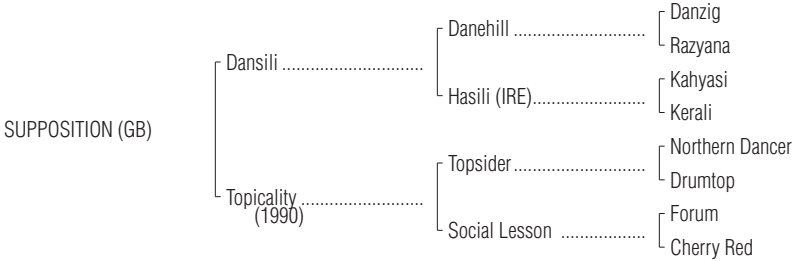 Danzig
Danehill ................................
Razyana
Dansili ..................................
Kahyasi
Hasili (IRE)...........................
Kerali
SUPPOSITION (GB)
Northern Dancer
Topsider...............................
Drumtop
Topicality .............................
(1990)
Forum
Social Lesson ....................
Cherry Red